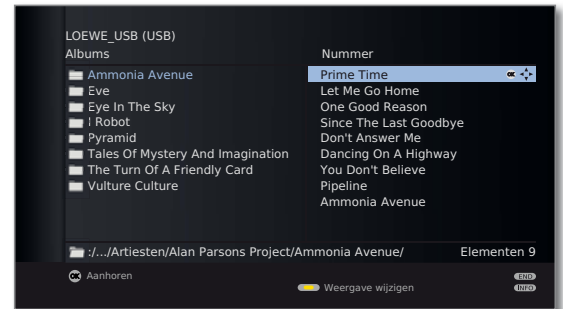 LOEWE_USB (USB)
Albums
Nummer
Ammonia Avenue
Eve
Eye In The Sky
I Robot
Pyramid
Tales Of Mystery And Imagination
The Turn Of A Friendly Card
Vulture Culture
Prime Time OK
Let Me Go Home
One Good Reason
Since The Last Goodbye
Don't Answer Me
Dancing On A Highway
You Don't Believe
Pipeline
Ammonia Avenue
:/.../Artiesten/Alan Parsons Project/Ammonia Avenue/ Elementen 9
OK Aanhoren
END
Weergave wijzigen
INFO